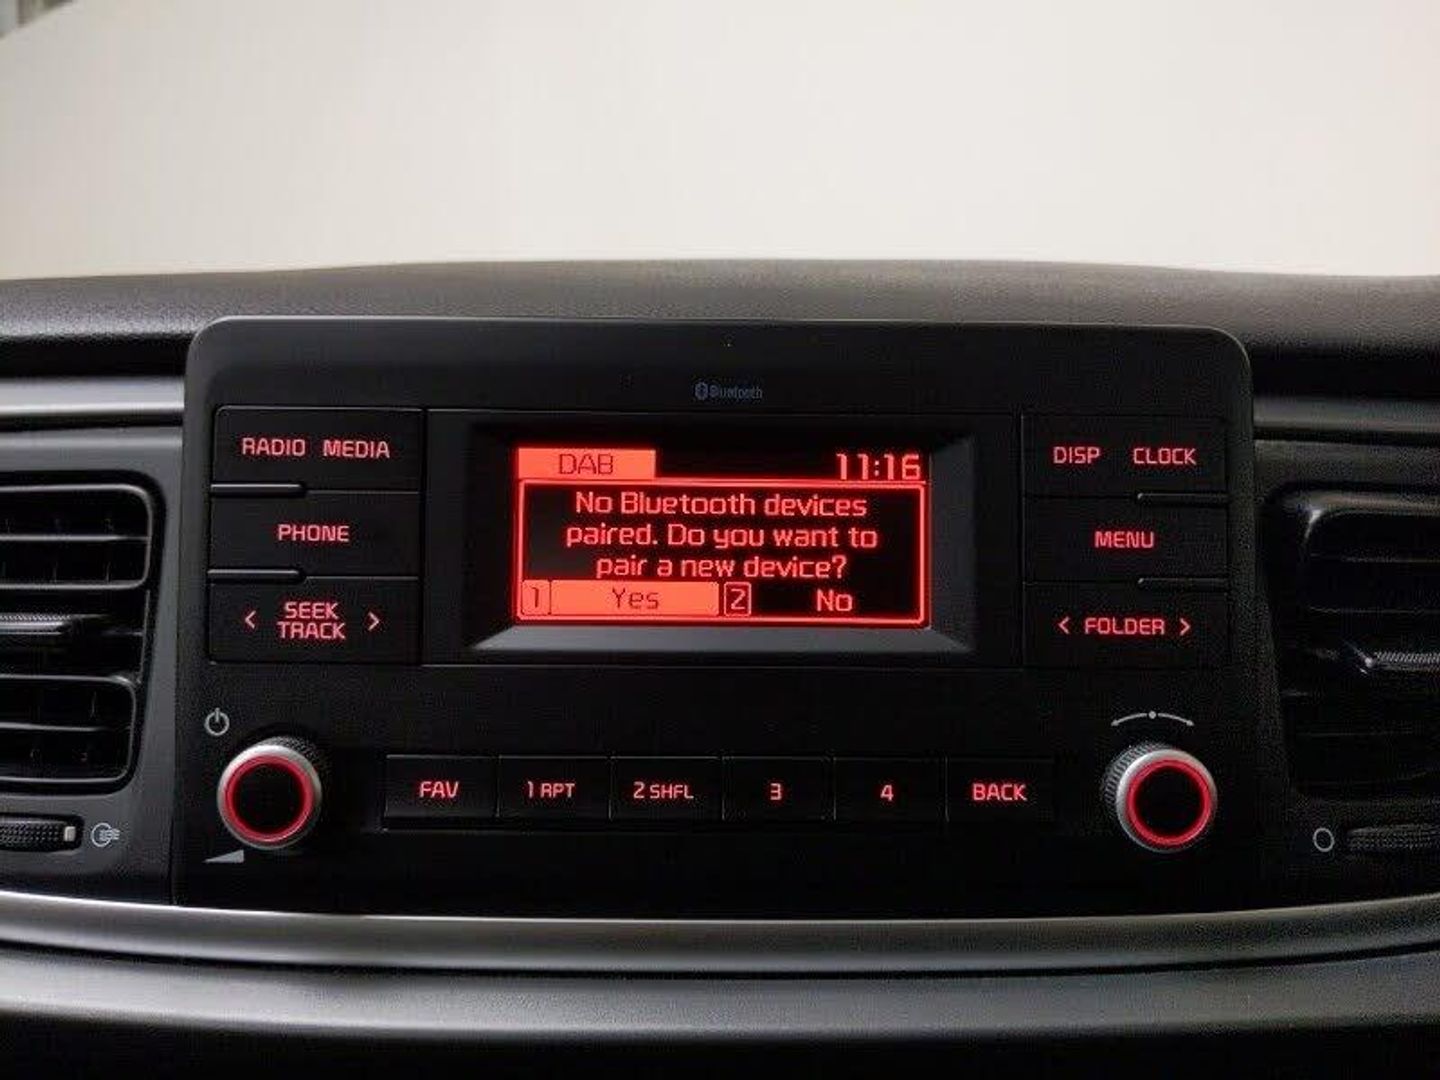 Bluetooth
RADIO MEDIA
DISP CLOCK
DAB 11:16
No Bluetooth devices
paired. Do you want to
pair a new device?
1 Yes 2 No
PHONE
MENU
< SEEK TRACK >
< FOLDER >
FAV 1 RPT 2 SHFL 3 4 BACK